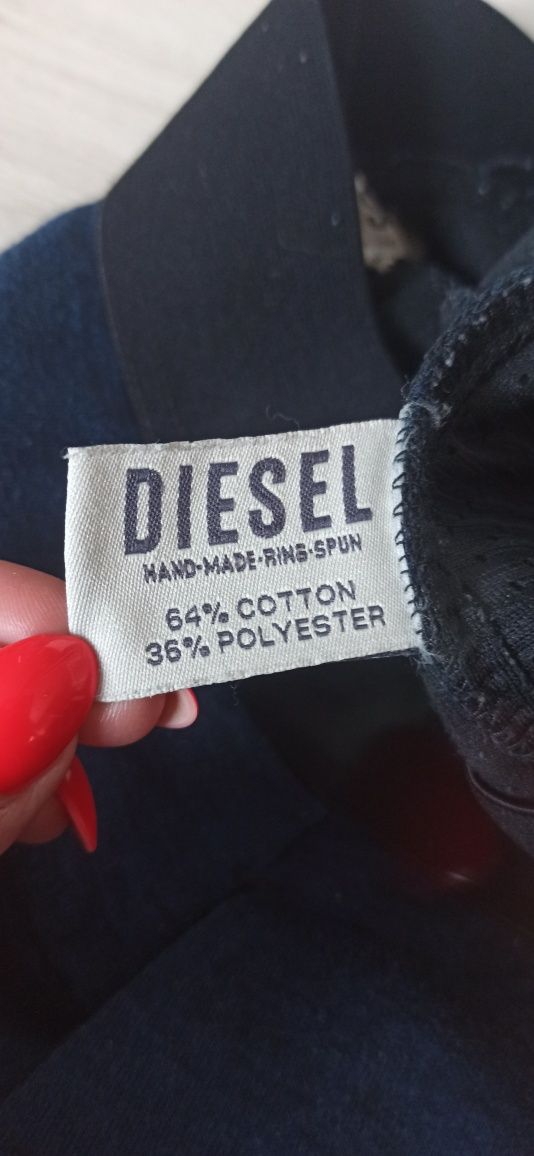 DIESEL
HAND-MADE-RING-SPUN
64% COTTON
36% POLYESTER